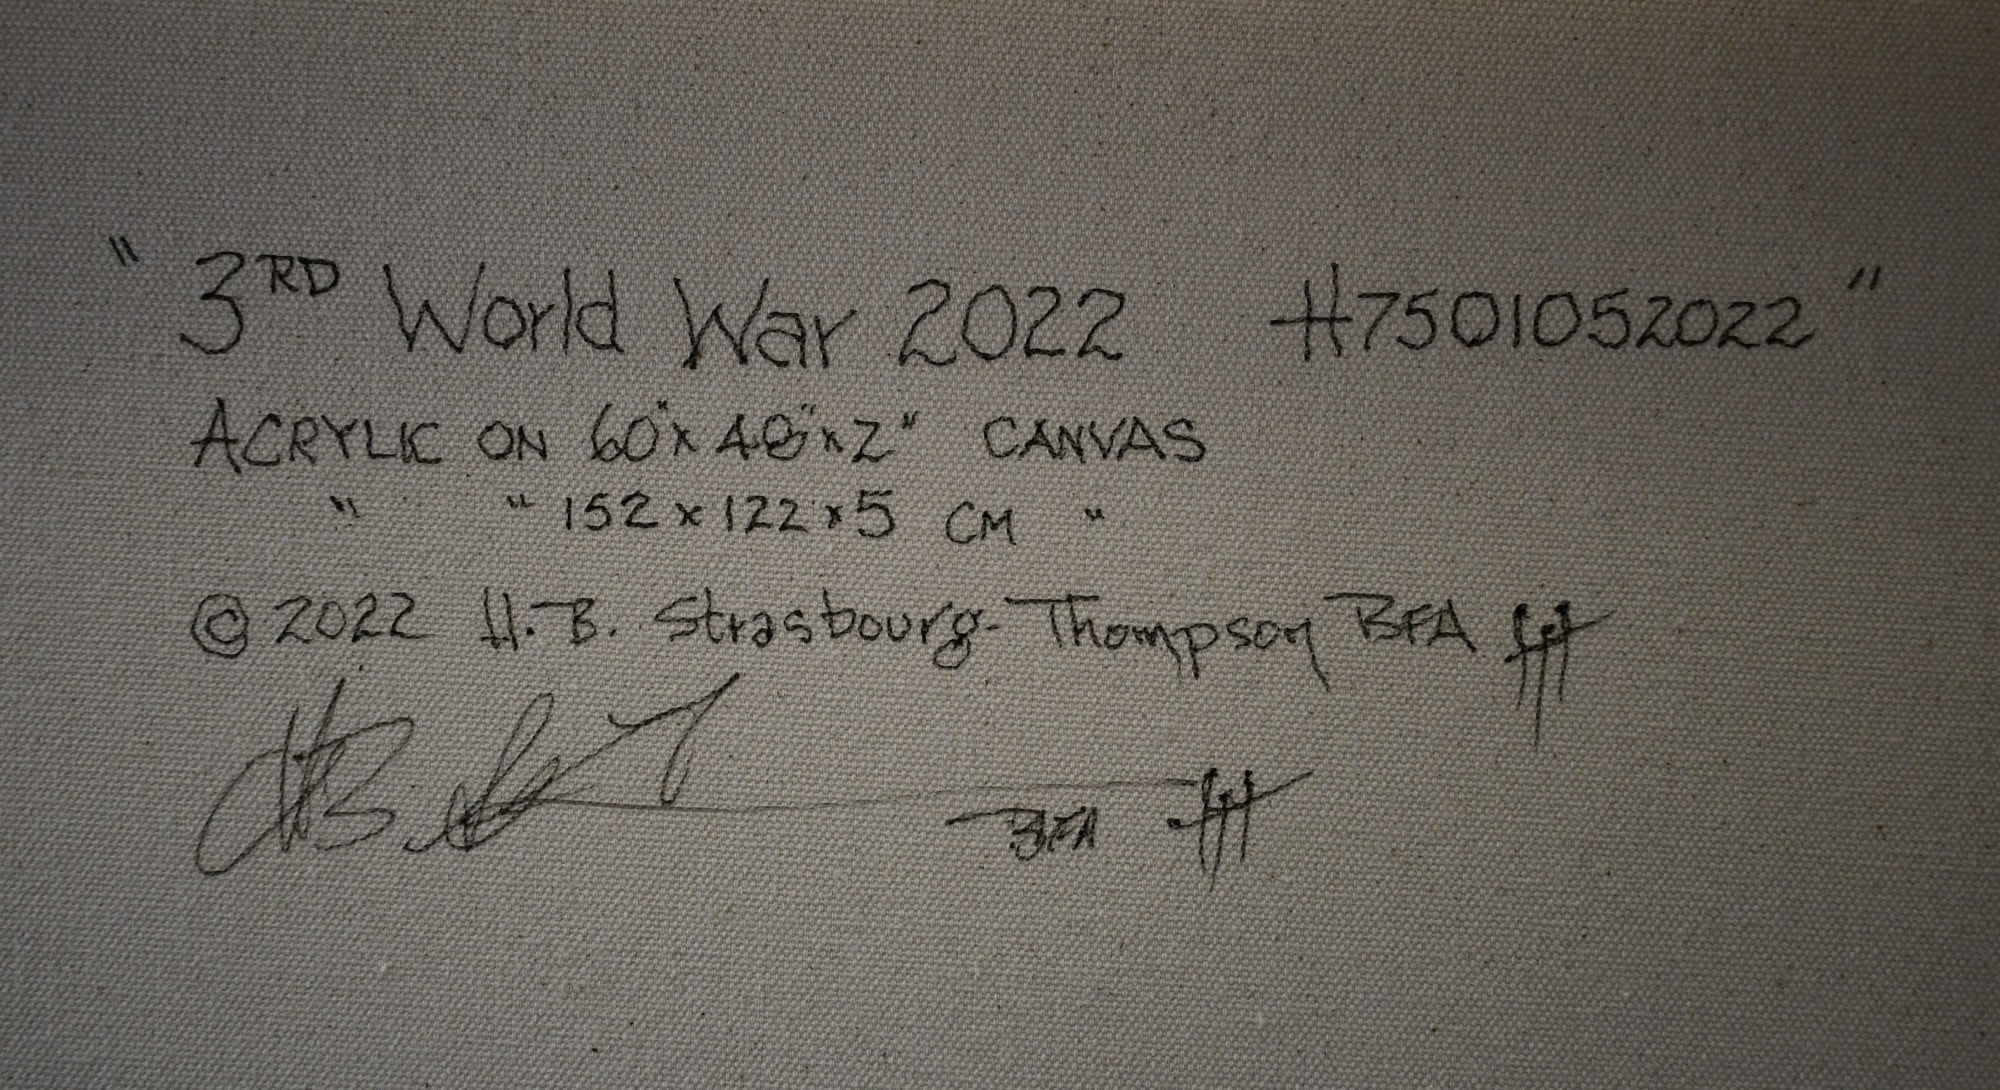 " 3RD World War 2022 H7501052022 "
ACRYLIC ON 60"x 48"x 2" CANVAS
" " 152 x 122 x 5 CM "
© 2022 H.B. Strasbourg-Thompson BFA
BFA